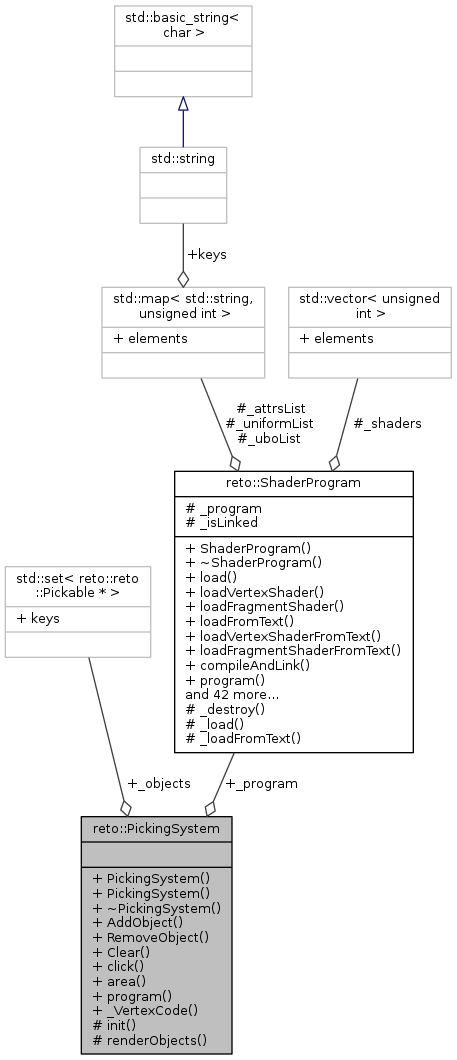 std::basic_string<
char >
std::string
+keys
std::map< std::string,
unsigned int >
+ elements
std::vector< unsigned
int >
+ elements
#_attrsList
#_uniformList
#_uboList
#_shaders
reto::ShaderProgram
# _program
# _isLinked
+ ShaderProgram()
+ ~ShaderProgram()
+ load()
+ loadVertexShader()
+ loadFragmentShader()
+ loadFromText()
+ loadVertexShaderFromText()
+ loadFragmentShaderFromText()
+ compileAndLink()
+ program()
and 42 more...
# _destroy()
# _load()
# _loadFromText()
std::set< reto::reto
::Pickable * >
+ keys
+_objects
+_program
reto::PickingSystem
+ PickingSystem()
+ PickingSystem()
+ ~PickingSystem()
+ AddObject()
+ RemoveObject()
+ Clear()
+ click()
+ area()
+ program()
+ _VertexCode()
# init()
# renderObjects()